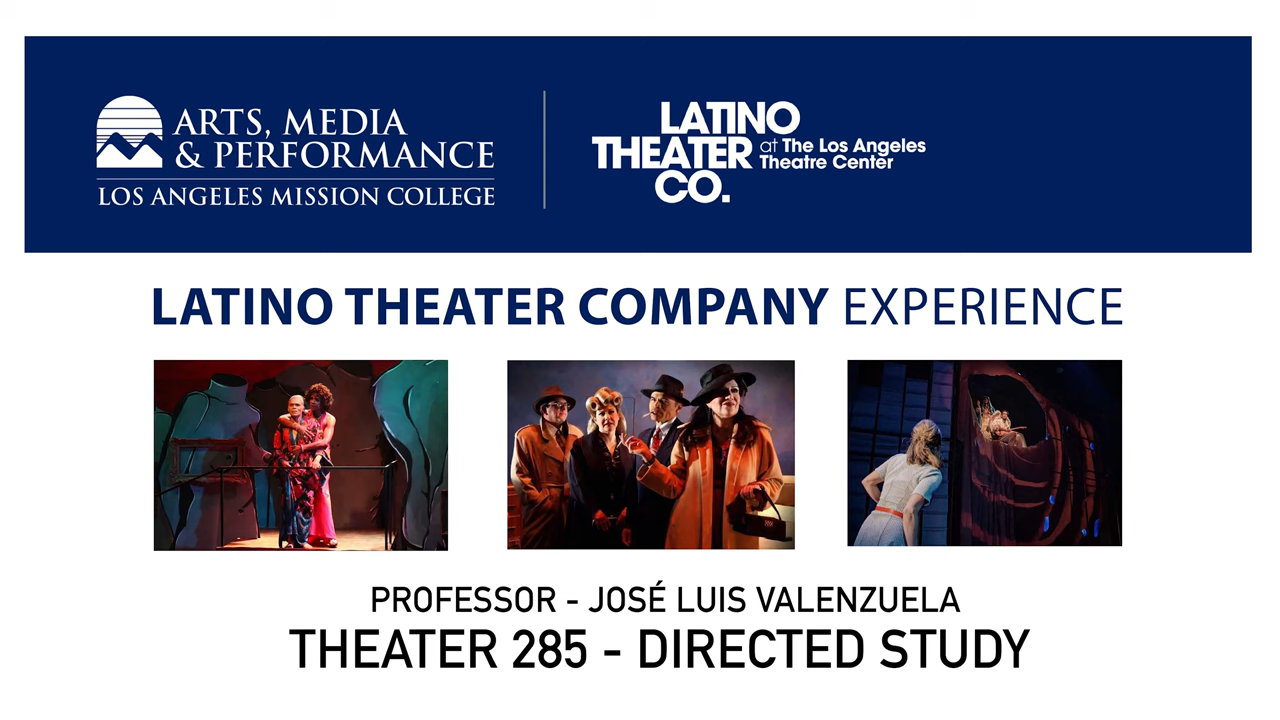 ARTS, MEDIA
& PERFORMANCE
LOS ANGELES MISSION COLLEGE
LATINO
THEATER
CO.
at The Los Angeles
Theatre Center
LATINO THEATER COMPANY EXPERIENCE
PROFESSOR - JOSÉ LUIS VALENZUELA
THEATER 285 - DIRECTED STUDY